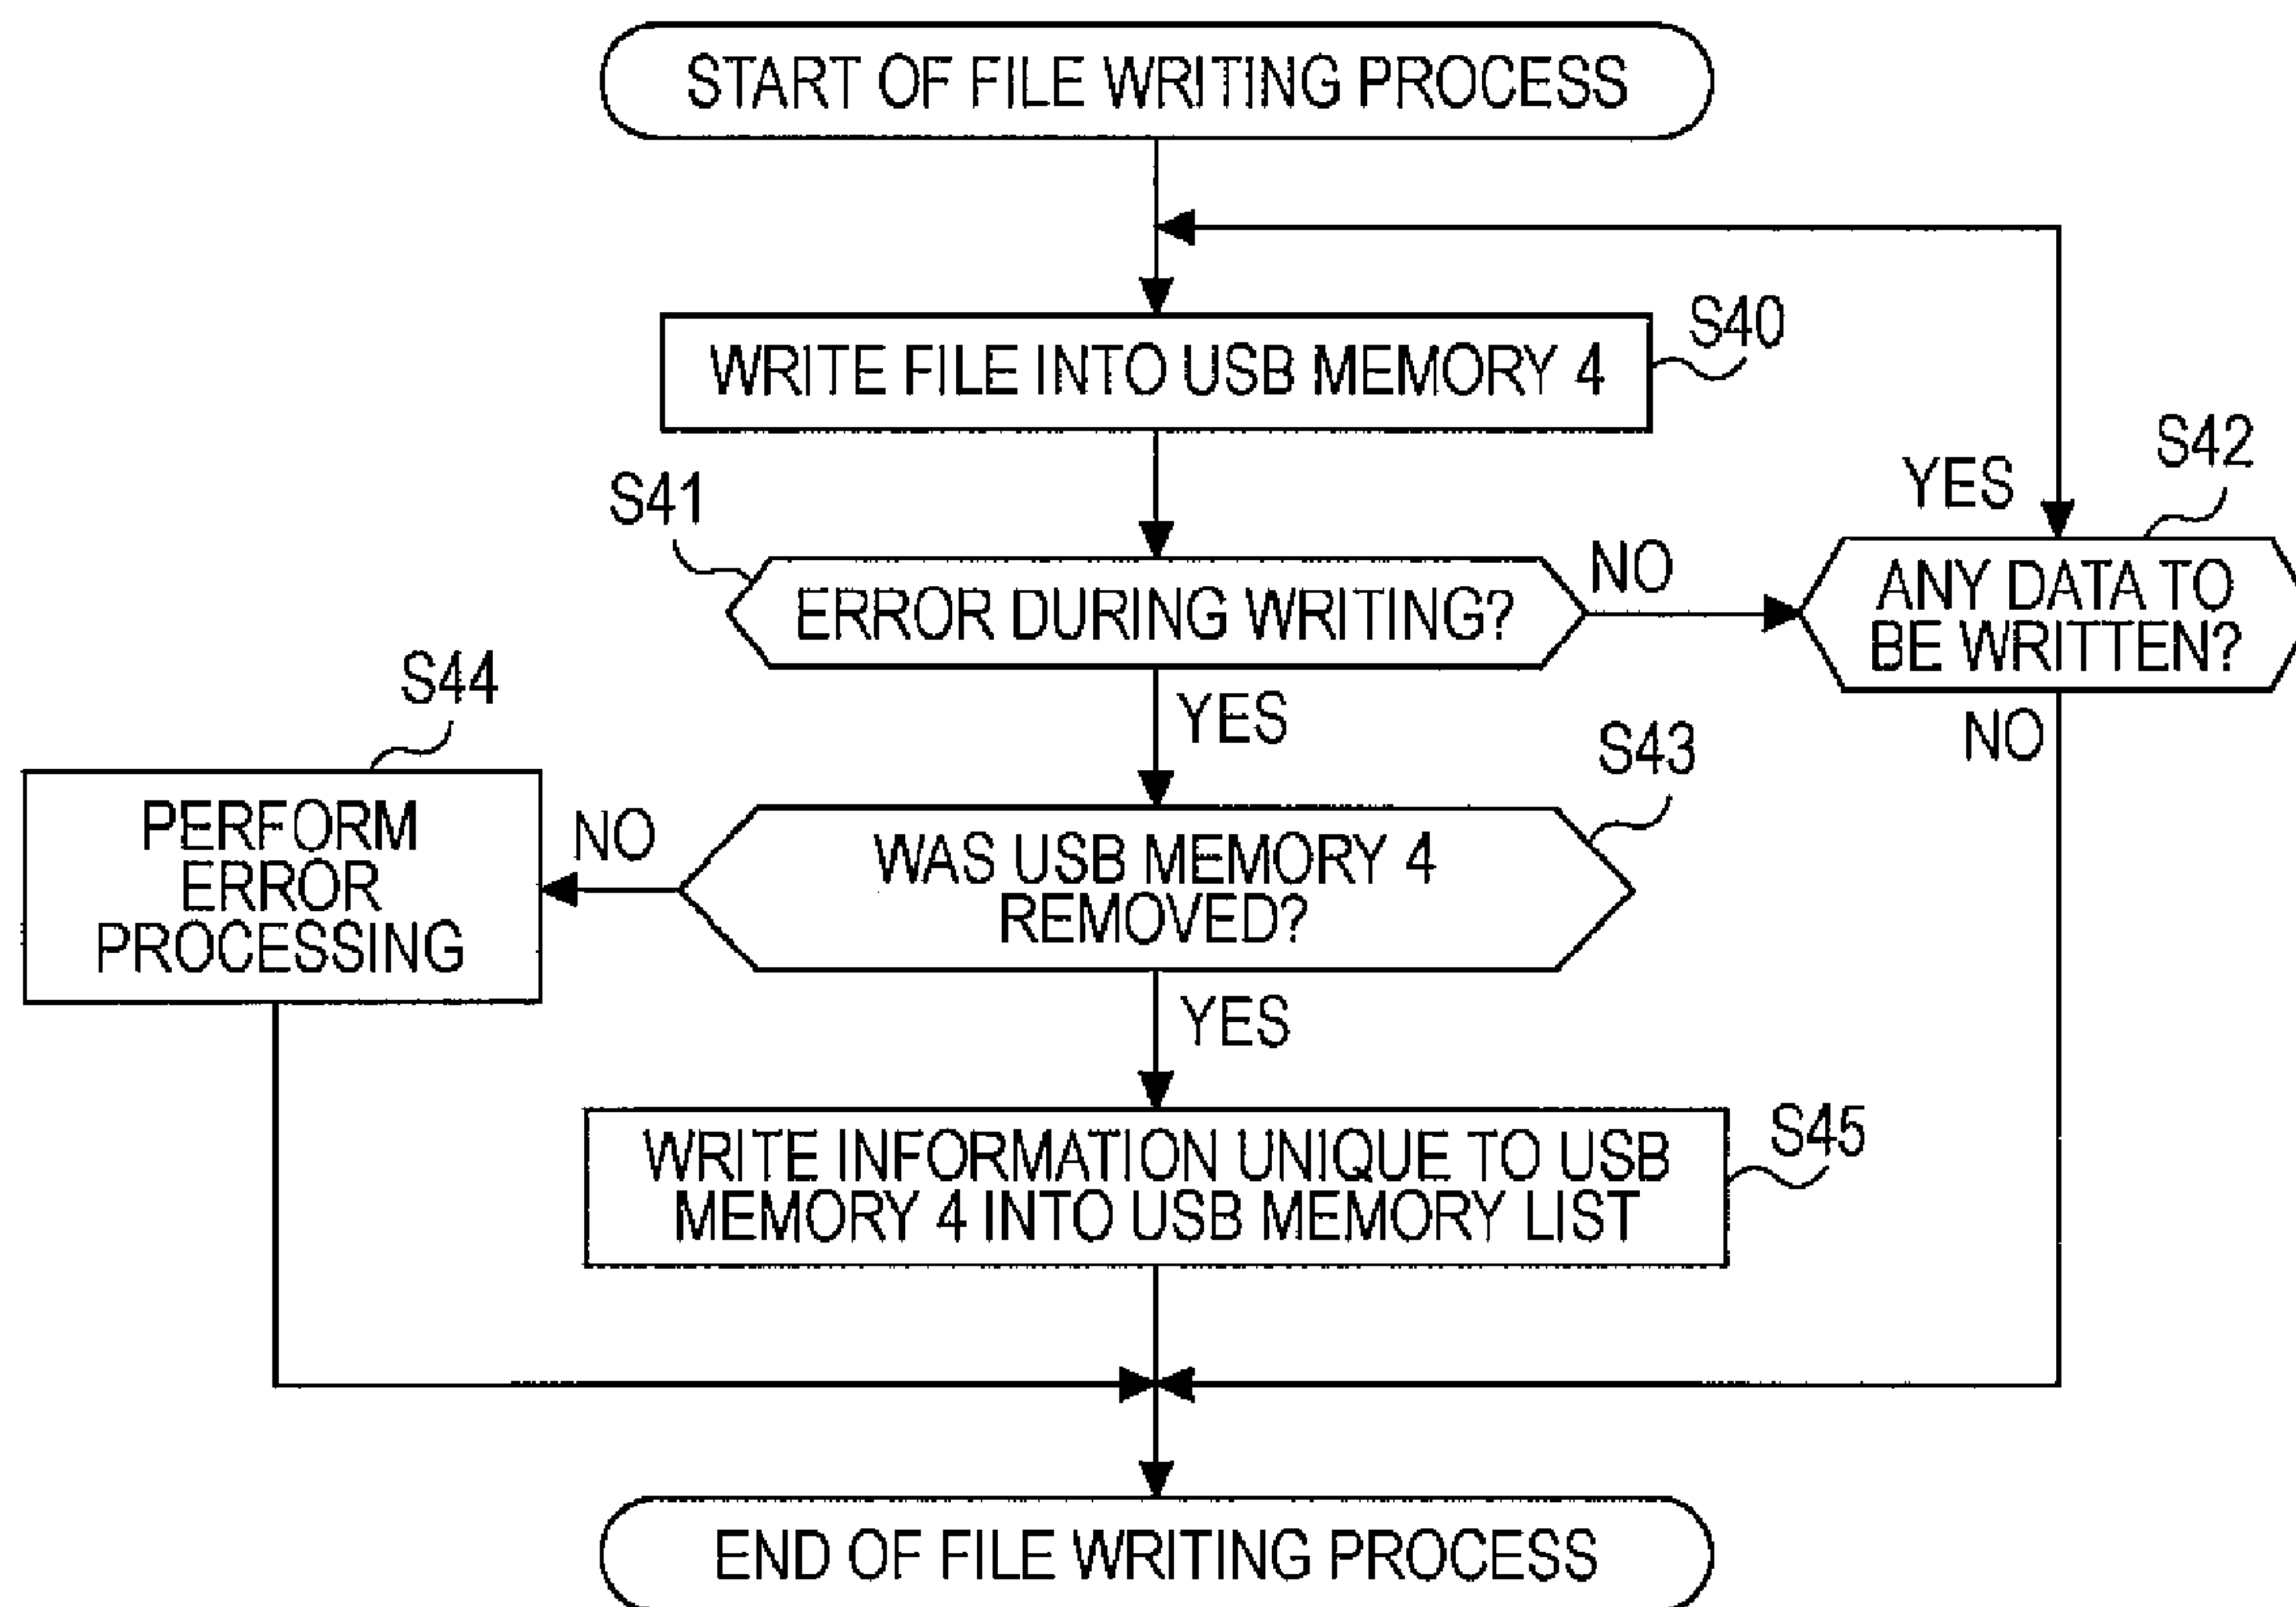 START OF FILE WRITING PROCESS
S40
WRITE FILE INTO USB MEMORY 4
S41
ERROR DURING WRITING?
NO
YES
S42
ANY DATA TO
BE WRITTEN?
YES
NO
S43
WAS USB MEMORY 4
REMOVED?
NO
S44
PERFORM
ERROR
PROCESSING
YES
S45
WRITE INFORMATION UNIQUE TO USB
MEMORY 4 INTO USB MEMORY LIST
END OF FILE WRITING PROCESS